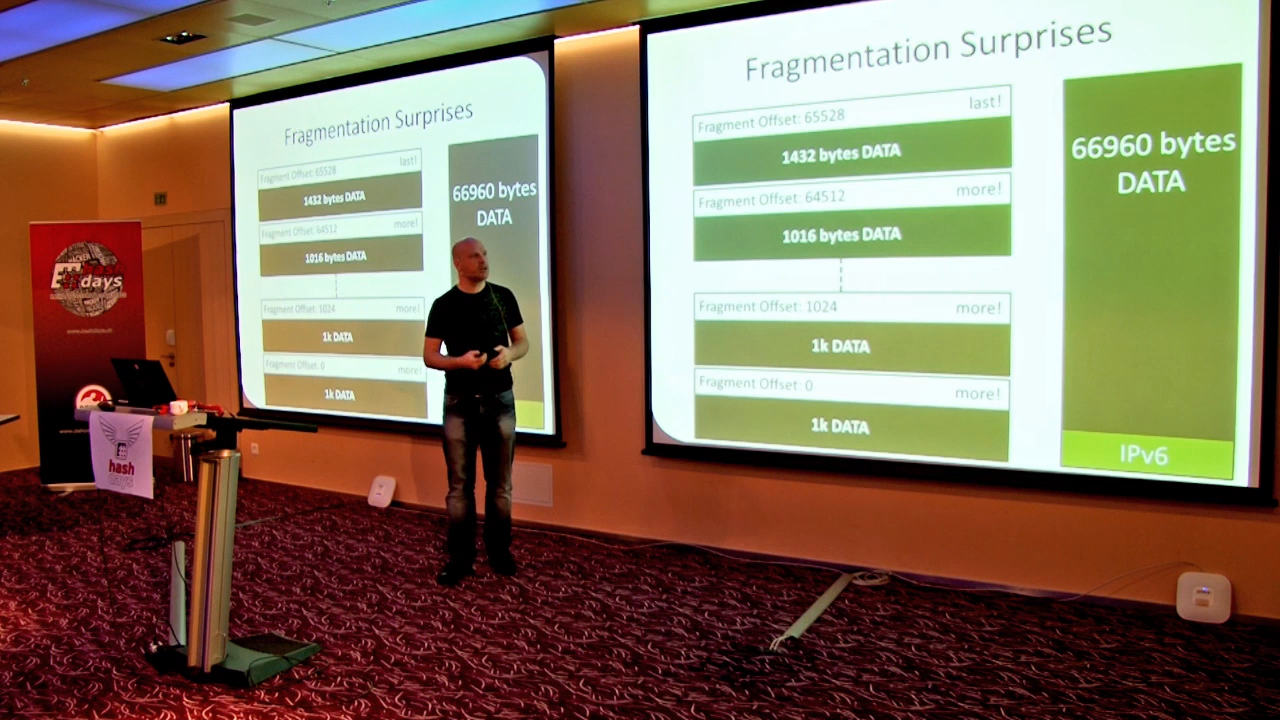 Fragmentation Surprises
Fragment Offset: 65528
last!
1432 bytes DATA
Fragment Offset: 64512
more!
1016 bytes DATA
Fragment Offset: 1024
more!
1k DATA
Fragment Offset: 0
more!
1k DATA
66960 bytes
DATA
Fragmentation Surprises
Fragment Offset: 65528
last!
1432 bytes DATA
Fragment Offset: 64512
more!
1016 bytes DATA
Fragment Offset: 1024
more!
1k DATA
Fragment Offset: 0
more!
1k DATA
66960 bytes
DATA
IPv6
HACKER
hash
days
hash
days